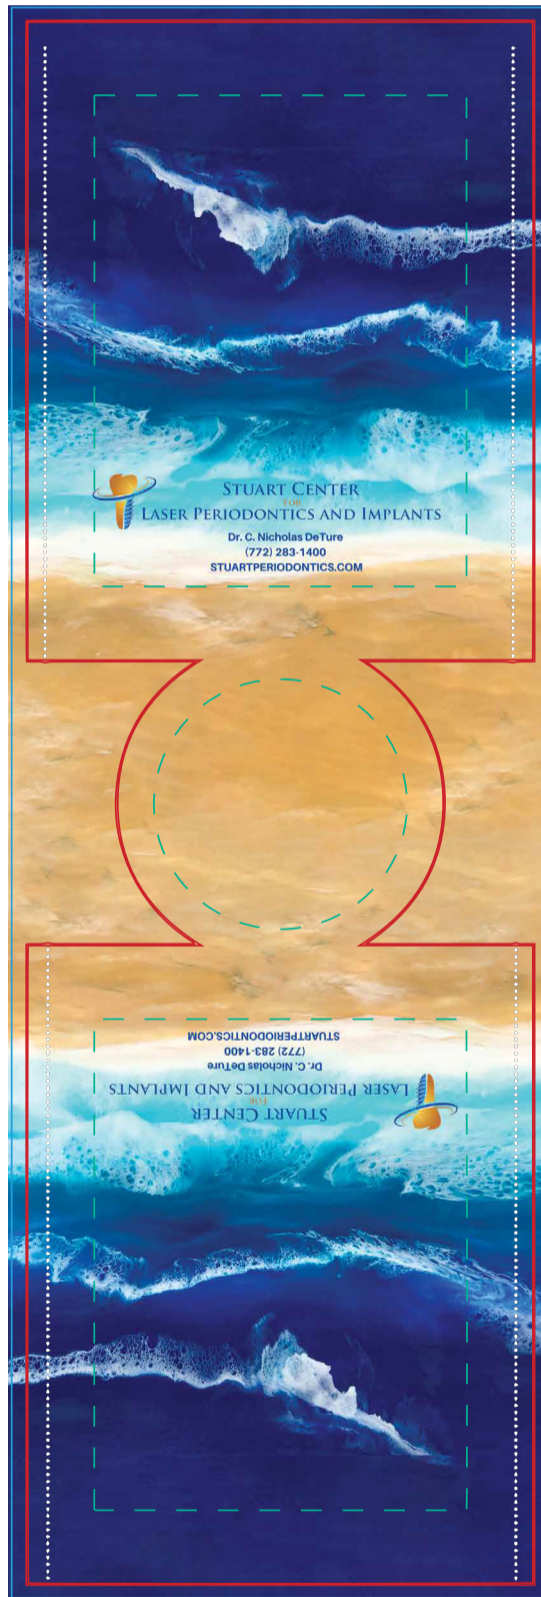 STUART CENTER
FOR
LASER PERIODONTICS AND IMPLANTS
Dr. C. Nicholas DeTure
(772) 283-1400
STUARTPERIODONTICS.COM
STUART CENTER
FOR
LASER PERIODONTICS AND IMPLANTS
Dr. C. Nicholas DeTure
(772) 283-1400
STUARTPERIODONTICS.COM